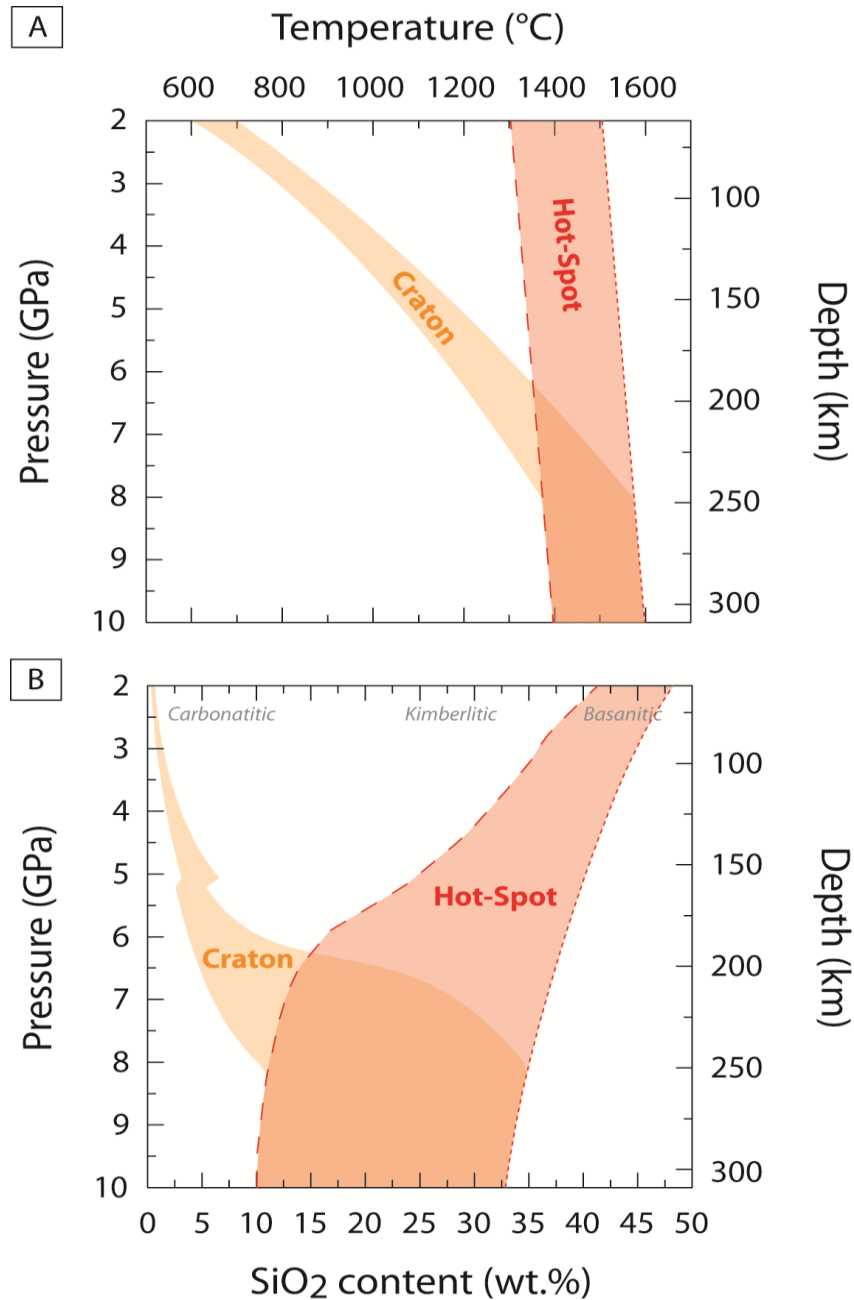 A
Temperature (°C)
600 800 1000 1200 1400 1600
2
3
4
5
6
7
8
9
10
Pressure (GPa)
Craton
Hot-Spot
100
150
200
250
300
Depth (km)
B
Carbonatitic Kimberlitic Basanitic
2
3
4
5
6
7
8
9
10
Pressure (GPa)
Hot-Spot
Craton
100
150
200
250
300
Depth (km)
0 5 10 15 20 25 30 35 40 45 50
SiO2 content (wt.%)